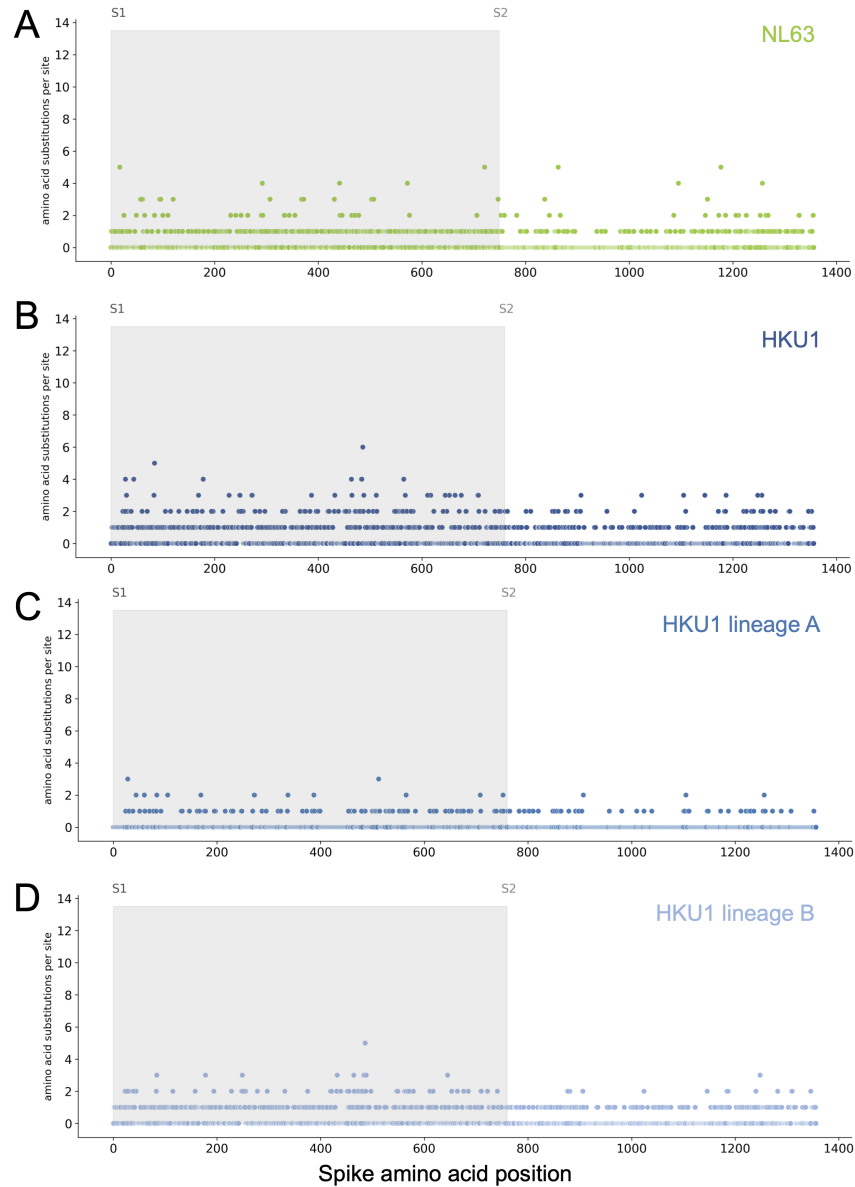 A
S1
S2
NL63
amino acid substitutions per site
14
12
10
8
6
4
2
0
0 200 400 600 800 1000 1200 1400
B
S1
S2
HKU1
amino acid substitutions per site
14
12
10
8
6
4
2
0
0 200 400 600 800 1000 1200 1400
C
S1
S2
HKU1 lineage A
amino acid substitutions per site
14
12
10
8
6
4
2
0
0 200 400 600 800 1000 1200 1400
D
S1
S2
HKU1 lineage B
amino acid substitutions per site
14
12
10
8
6
4
2
0
0 200 400 600 800 1000 1200 1400
Spike amino acid position